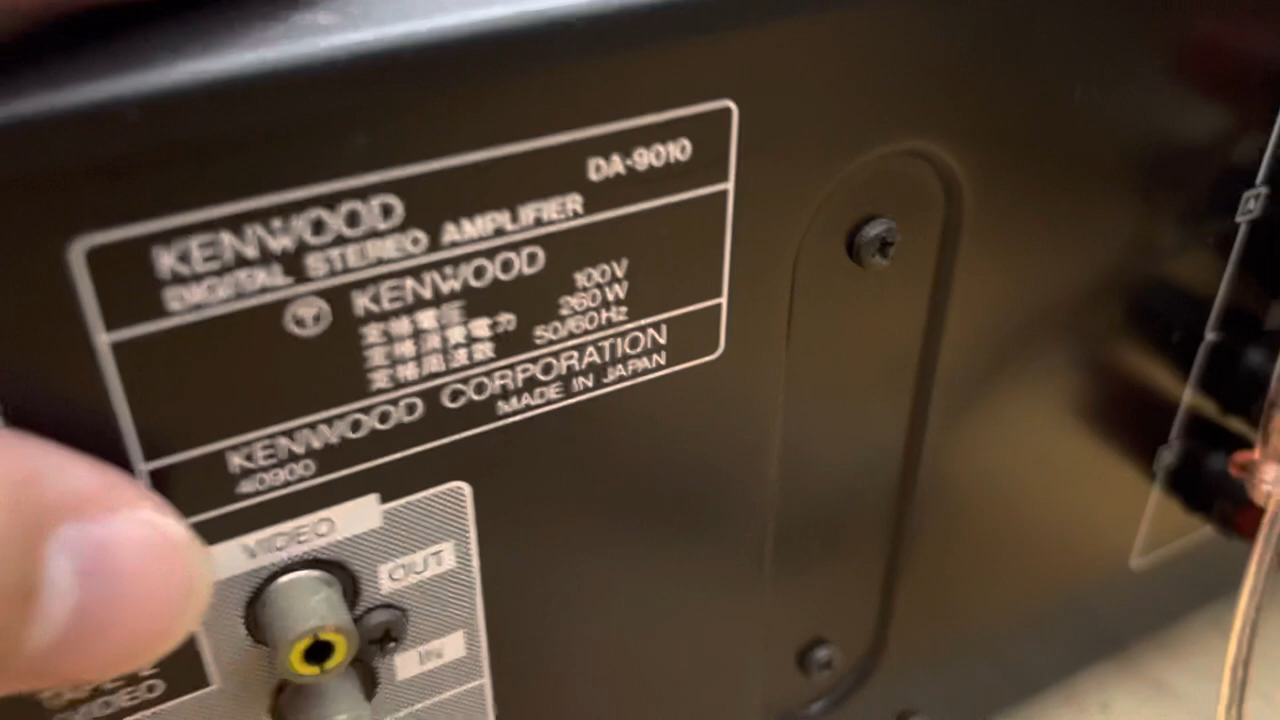 KENWOOD DA-9010
DIGITAL STEREO AMPLIFIER
KENWOOD
定格電圧 100V
定格消費電力 260W
定格周波数 50/60Hz
KENWOOD CORPORATION
40900 MADE IN JAPAN
VIDEO
OUT
IN
VIDEO
A